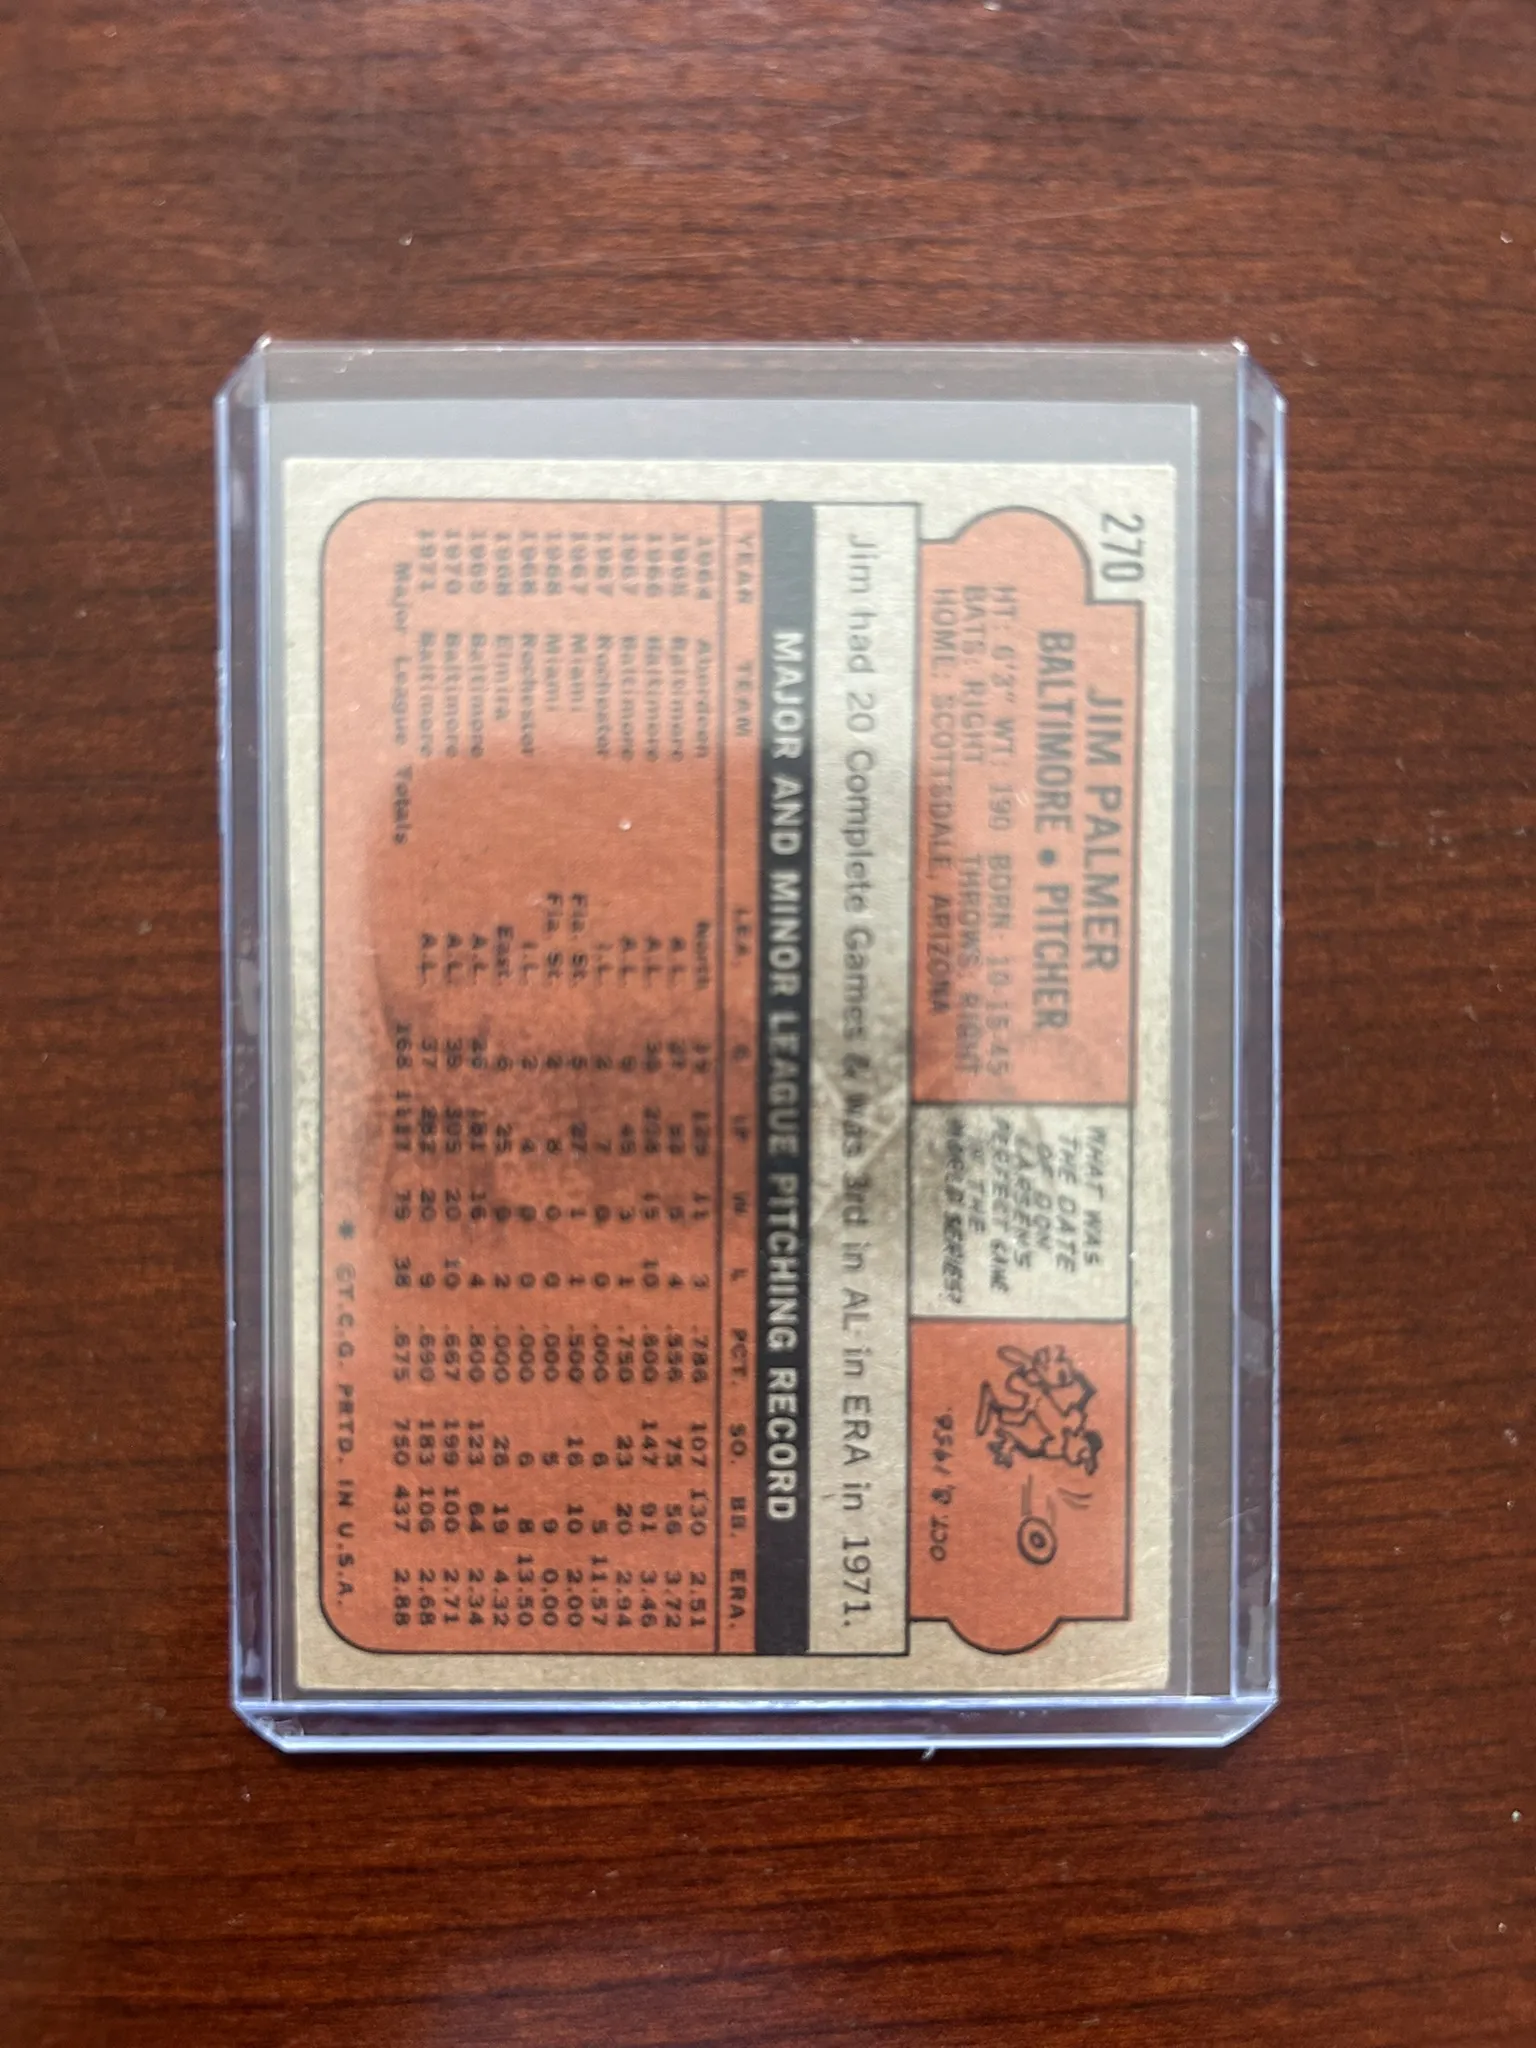 270
JIM PALMER
BALTIMORE • PITCHER
HT: 6'3" WT: 190 BORN: 10-15-45
BATS: RIGHT THROWS: RIGHT
HOME: SCOTTSDALE, ARIZONA
WHAT WAS
THE DATE
OF DON
LARSEN'S
PERFECT GAME
IN THE
WORLD SERIES?
OCT. 8, 1956.
Jim had 20 Complete Games & was 3rd in AL in ERA in 1971.
MAJOR AND MINOR LEAGUE PITCHING RECORD
YEAR TEAM LEA. G IP W L PCT. SO. BB. ERA.
1964 Aberdeen North. 19 129 11 3 .786 107 130 2.51
1965 Baltimore A.L. 27 92 5 4 .556 75 56 3.72
1966 Baltimore A.L. 30 208 15 10 .600 147 91 3.46
1967 Baltimore A.L. 9 49 3 1 .750 23 20 2.94
1967 Rochester I.L. 2 7 0 0 .000 6 5 11.57
1967 Miami Fla. St. 5 27 1 1 .500 16 10 2.00
1968 Miami Fla. St. 2 8 0 0 .000 5 9 0.00
1968 Rochester I.L. 2 4 0 0 .000 6 8 13.50
1968 Elmira East. 6 25 0 2 .000 26 19 4.32
1969 Baltimore A.L. 26 181 16 4 .800 123 64 2.34
1970 Baltimore A.L. 39 305 20 10 .667 199 100 2.71
1971 Baltimore A.L. 37 282 20 9 .690 183 106 2.68
Major League Totals 168 1117 79 38 .675 750 437 2.88
* ©T.C.G. PRTD. IN U.S.A.